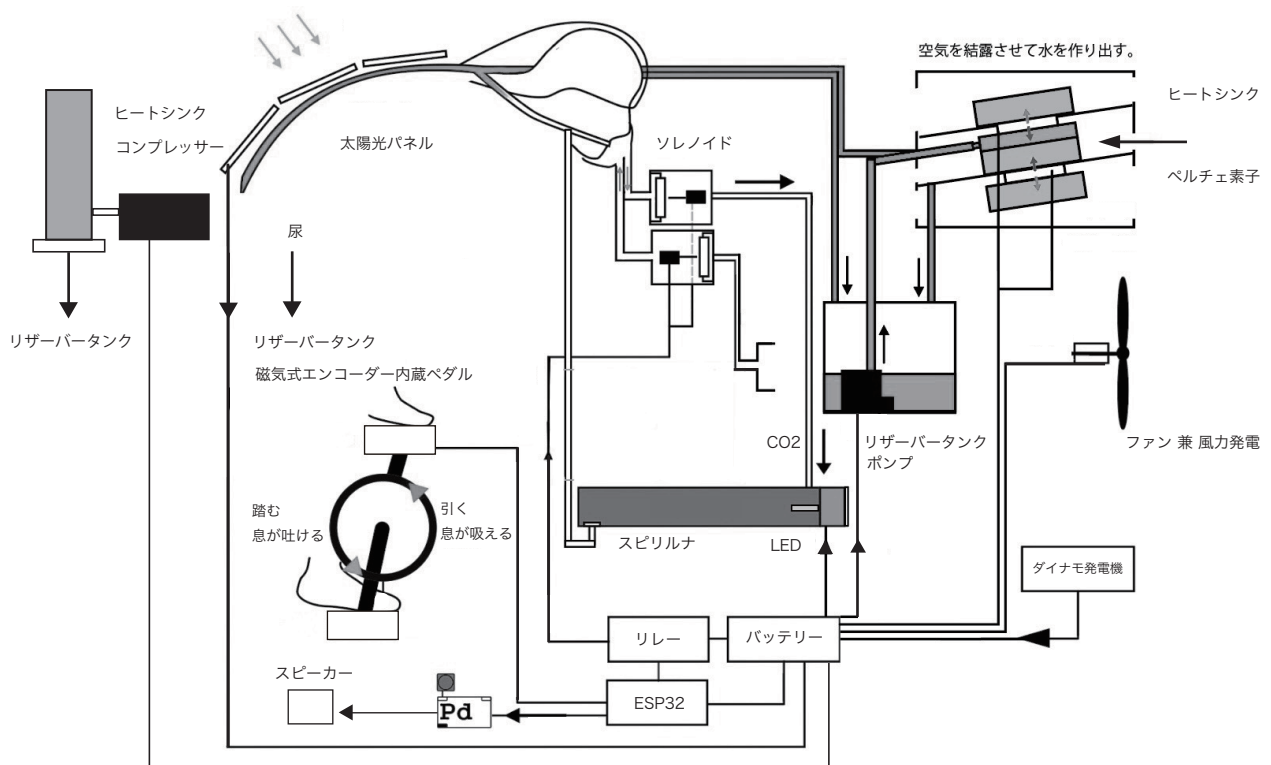 空気を結露させて水を作り出す。
ヒートシンク
コンプレッサー
太陽光パネル
ソレノイド
ヒートシンク
ペルチェ素子
尿
リザーバータンク
リザーバータンク
磁気式エンコーダー内蔵ペダル
CO2
リザーバータンク
ポンプ
ファン 兼 風力発電
踏む
息が吐ける
引く
息が吸える
スピリルナ
LED
ダイナモ発電機
リレー
バッテリー
スピーカー
Pd
ESP32